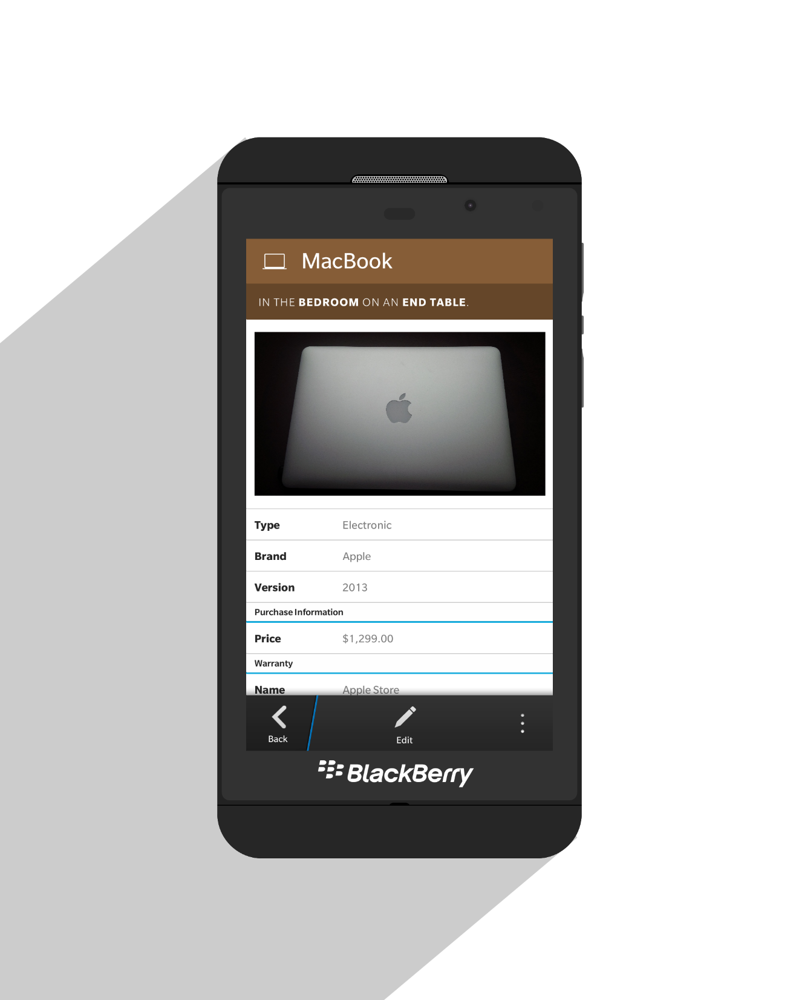 MacBook
IN THE BEDROOM ON AN END TABLE.
Type Electronic
Brand Apple
Version 2013
Purchase Information
Price $1,299.00
Warranty
Name Apple Store
Back
Edit
BlackBerry